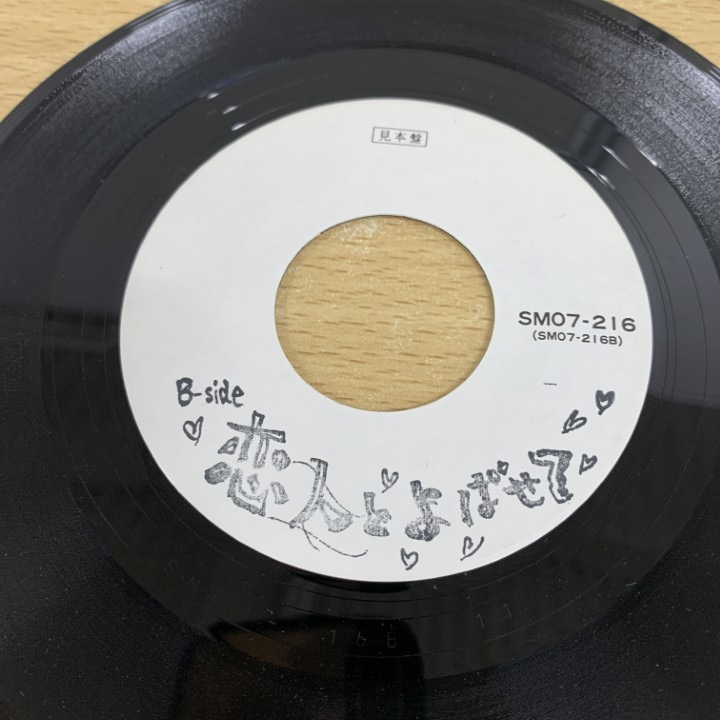 見本盤
SM07-216
(SM07-216B)
B-side
恋人とよばせて